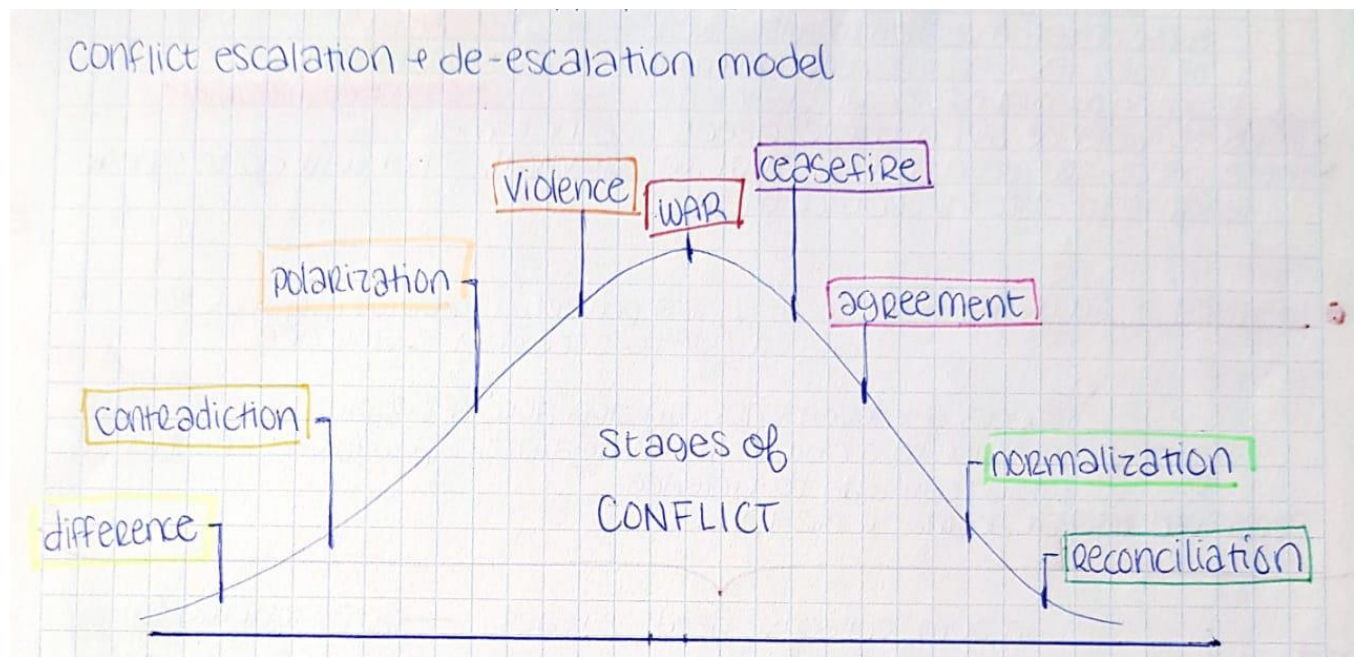 conflict escalation + de-escalation model
difference
contradiction
polarization
violence
WAR
ceasefire
agreement
normalization
reconciliation
Stages of
CONFLICT